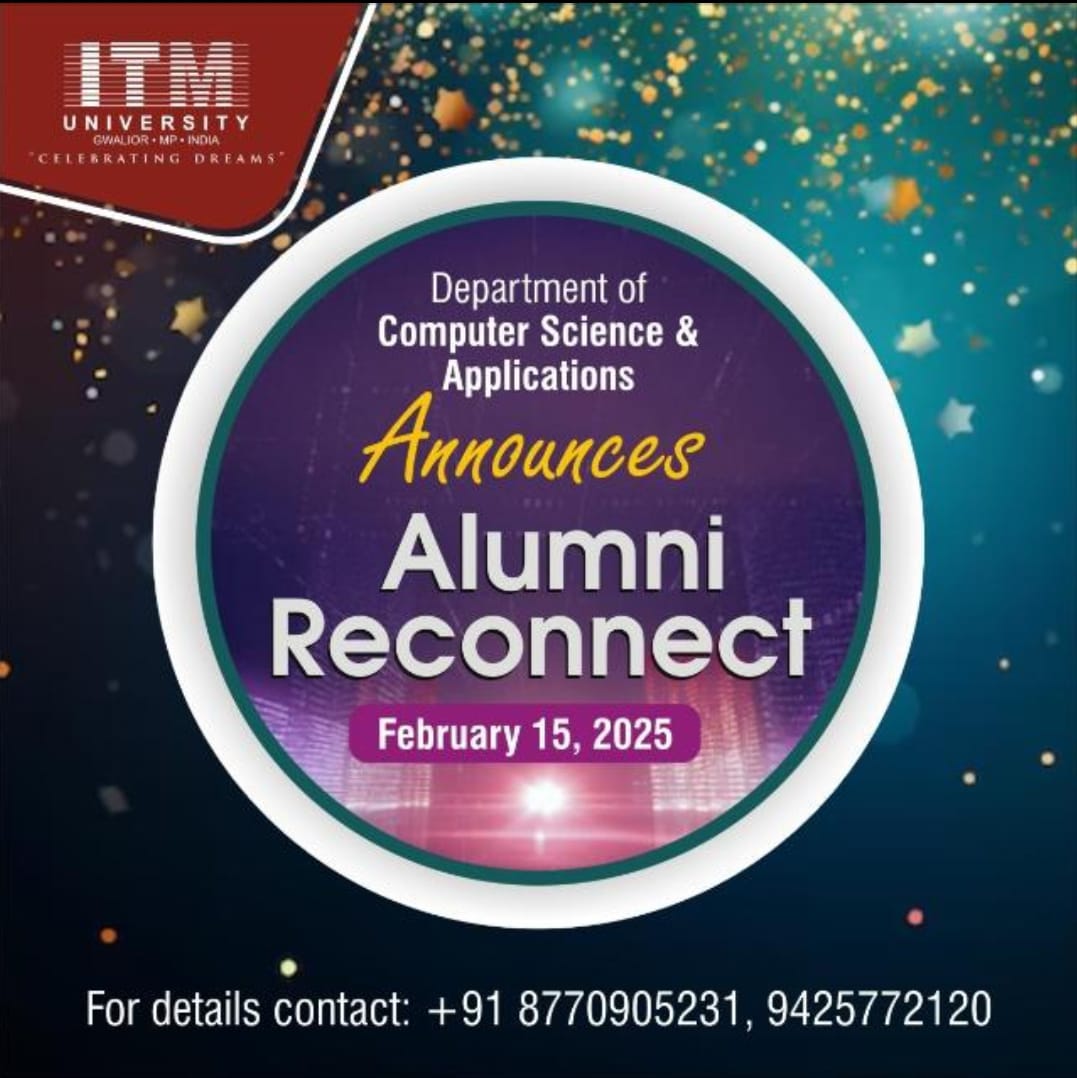 ITM
UNIVERSITY
GWALIOR • MP • INDIA
"CELEBRATING DREAMS"
Department of
Computer Science &
Applications
Announces
Alumni
Reconnect
February 15, 2025
For details contact: +91 8770905231, 9425772120